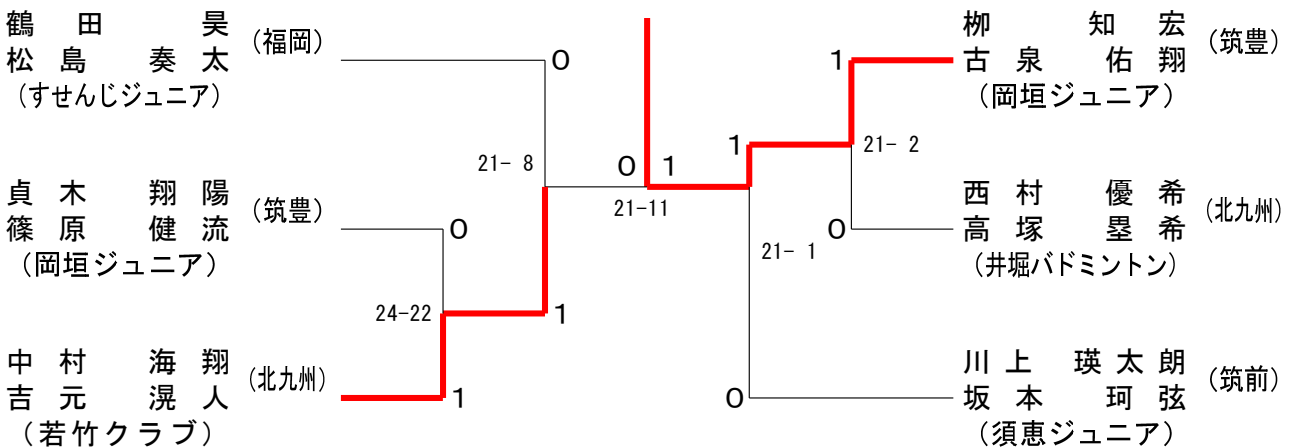 鶴田 昊
松島 奏太
(福岡)
(すせんじジュニア)
貞木 翔陽
篠原 健流
(筑豊)
(岡垣ジュニア)
中村 海翔
吉元 滉人
(北九州)
(若竹クラブ)
0
21- 8
0
24-22
1
1
0 1
21-11
1
1
21- 2
0
21- 1
0
栁 知宏
古泉 佑翔
(筑豊)
(岡垣ジュニア)
西村 優希
高塚 塁希
(北九州)
(井堀バドミントン)
川上 瑛太朗
坂本 珂弦
(筑前)
(須恵ジュニア)